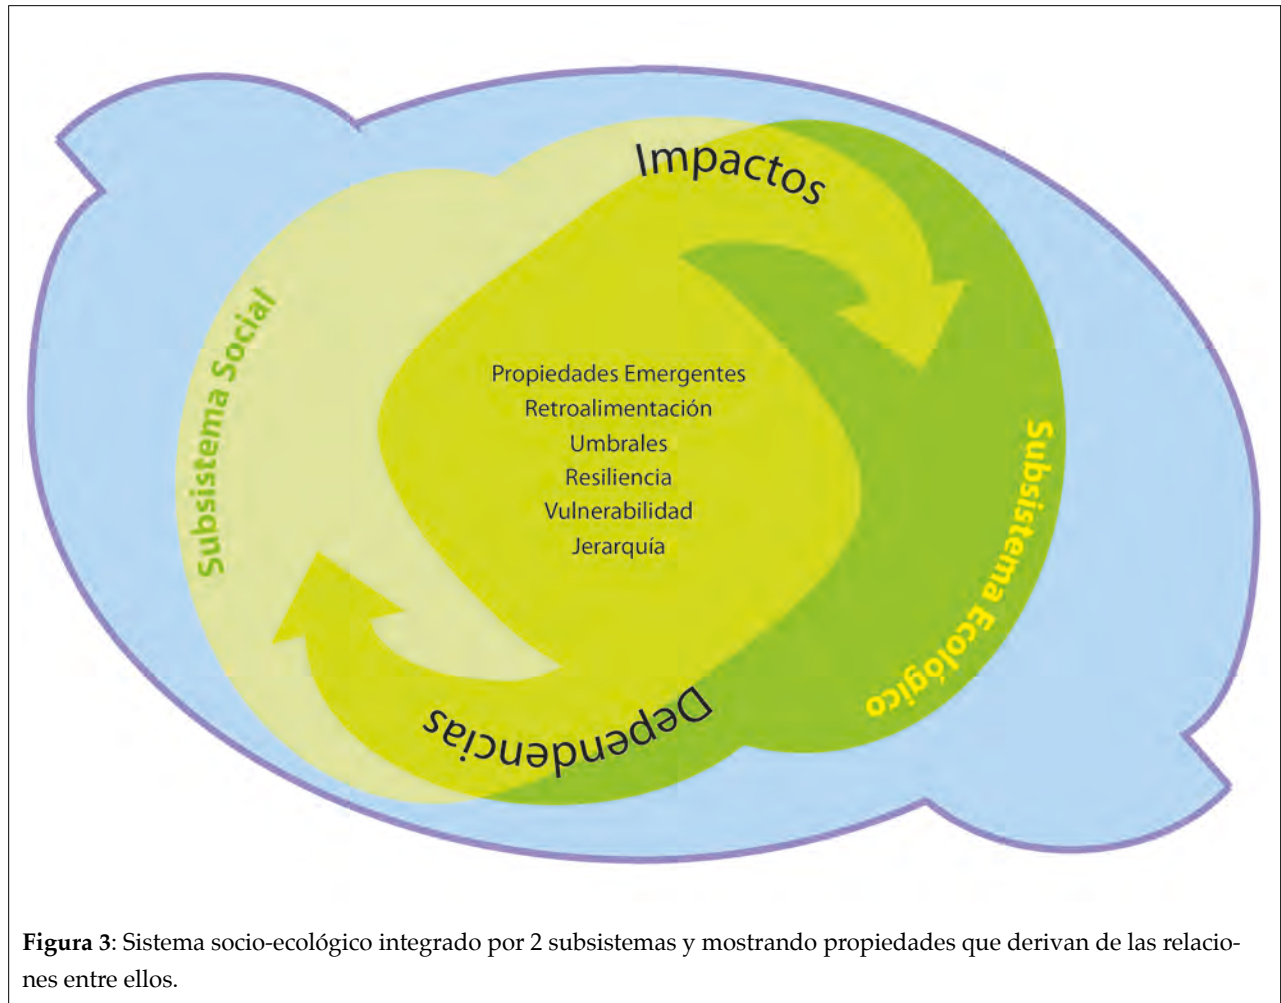 Impactos
Subsistema Social
Propiedades Emergentes
Retroalimentación
Umbrales
Resiliencia
Vulnerabilidad
Jerarquía
Subsistema Ecológico
Dependencias
Figura 3: Sistema socio-ecológico integrado por 2 subsistemas y mostrando propiedades que derivan de las relacio-
nes entre ellos.